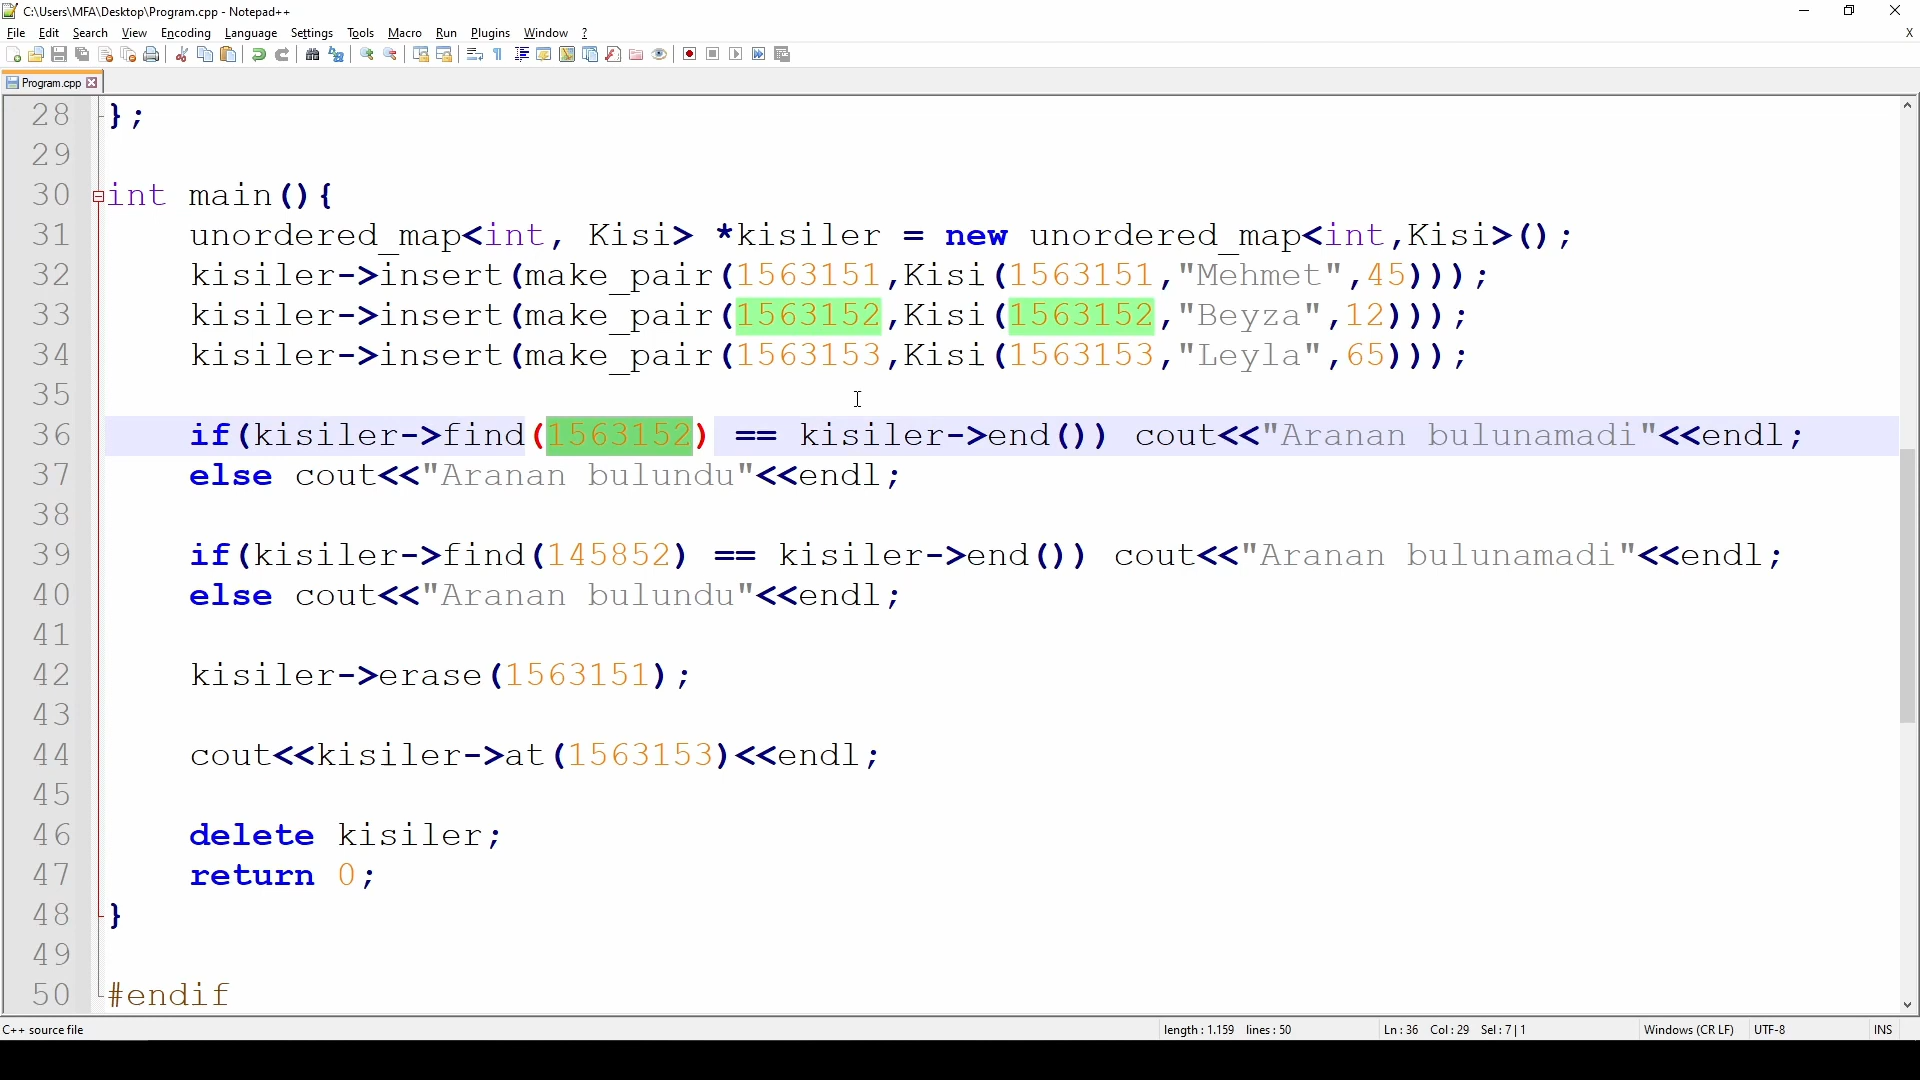 C:\Users\MFA\Desktop\Program.cpp - Notepad++
File Edit Search View Encoding Language Settings Tools Macro Run Plugins Window ? X
Program.cpp
28 };
29
30 int main(){
31 unordered_map<int, Kisi> *kisiler = new unordered_map<int,Kisi>();
32 kisiler->insert(make_pair(1563151,Kisi(1563151,"Mehmet",45)));
33 kisiler->insert(make_pair(1563152,Kisi(1563152,"Beyza",12)));
34 kisiler->insert(make_pair(1563153,Kisi(1563153,"Leyla",65)));
35
36 if(kisiler->find(1563152) == kisiler->end()) cout<<"Aranan bulunamadi"<<endl;
37 else cout<<"Aranan bulundu"<<endl;
38
39 if(kisiler->find(145852) == kisiler->end()) cout<<"Aranan bulunamadi"<<endl;
40 else cout<<"Aranan bulundu"<<endl;
41
42 kisiler->erase(1563151);
43
44 cout<<kisiler->at(1563153)<<endl;
45
46 delete kisiler;
47 return 0;
48 }
49
50 #endif
C++ source file length : 1.159 lines : 50 Ln : 36 Col : 29 Sel : 7 | 1 Windows (CR LF) UTF-8 INS